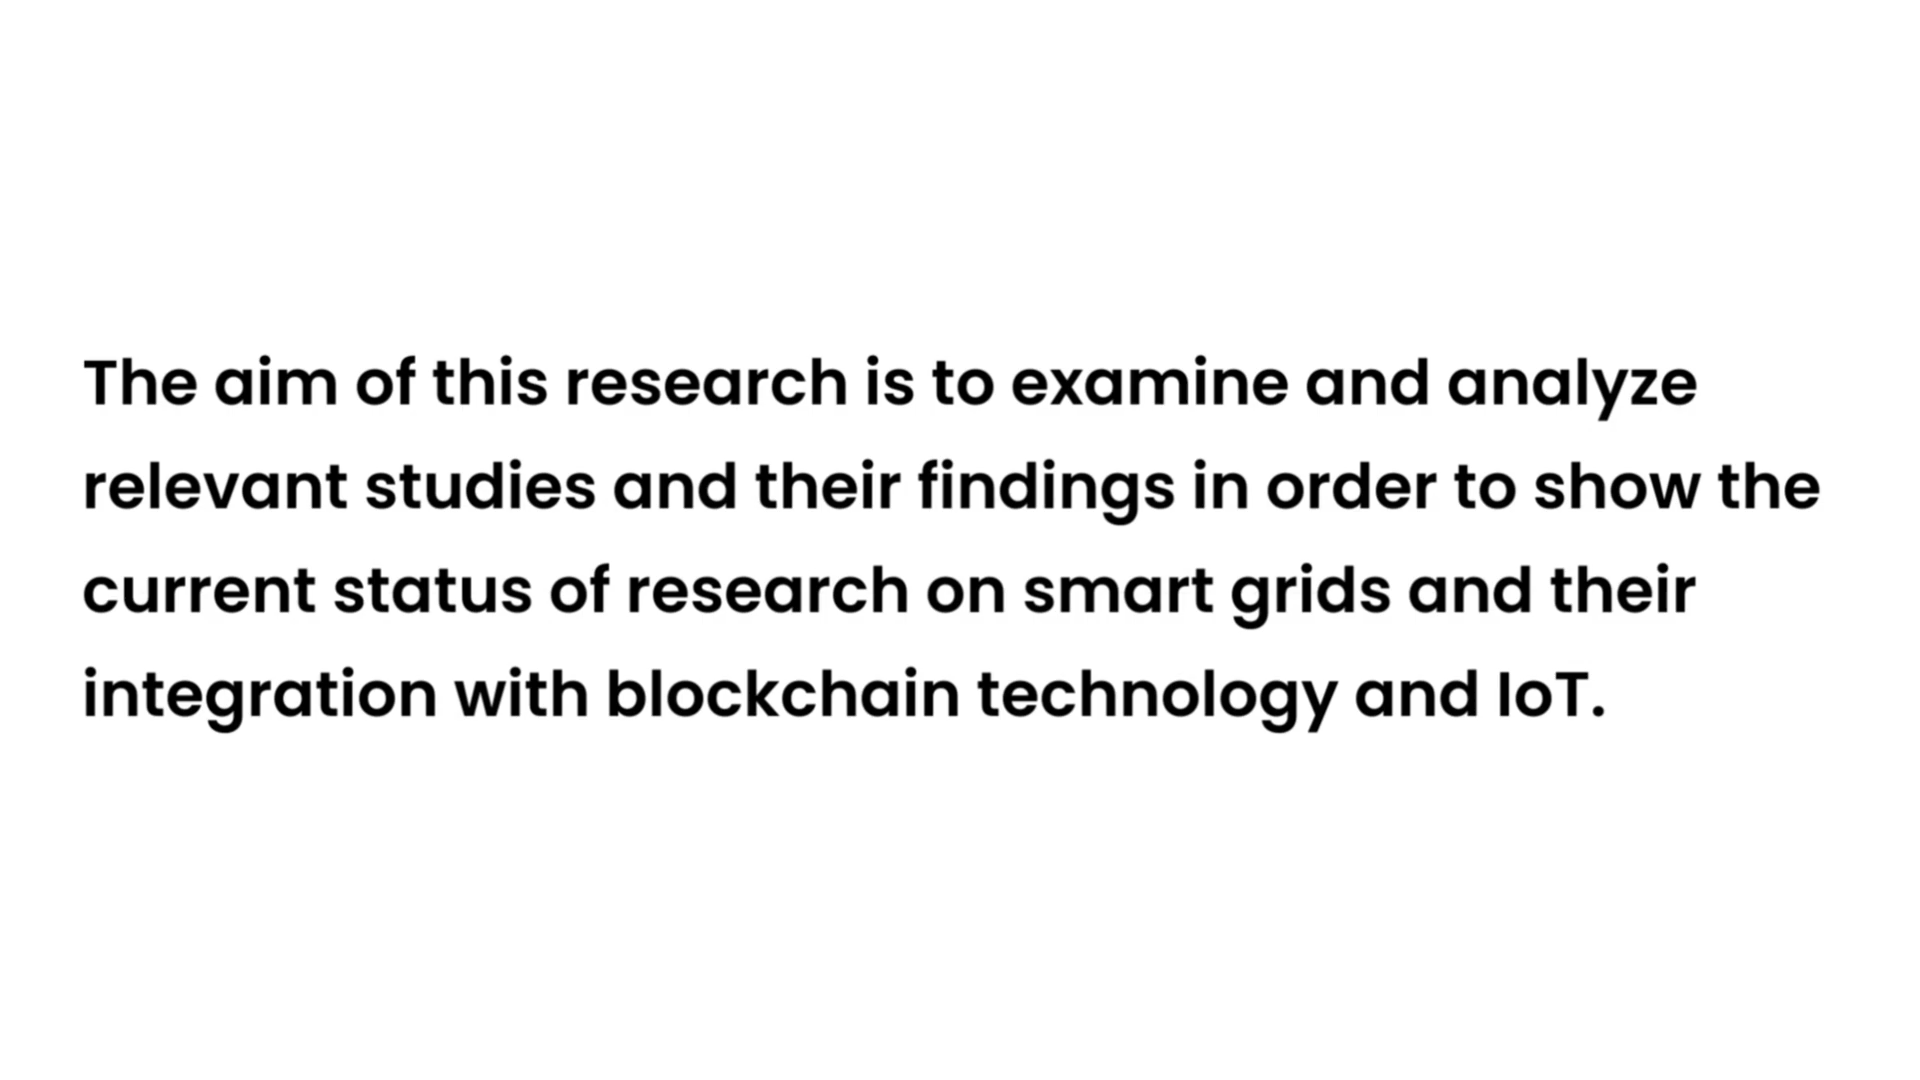 The aim of this research is to examine and analyze
relevant studies and their findings in order to show the
current status of research on smart grids and their
integration with blockchain technology and IoT.